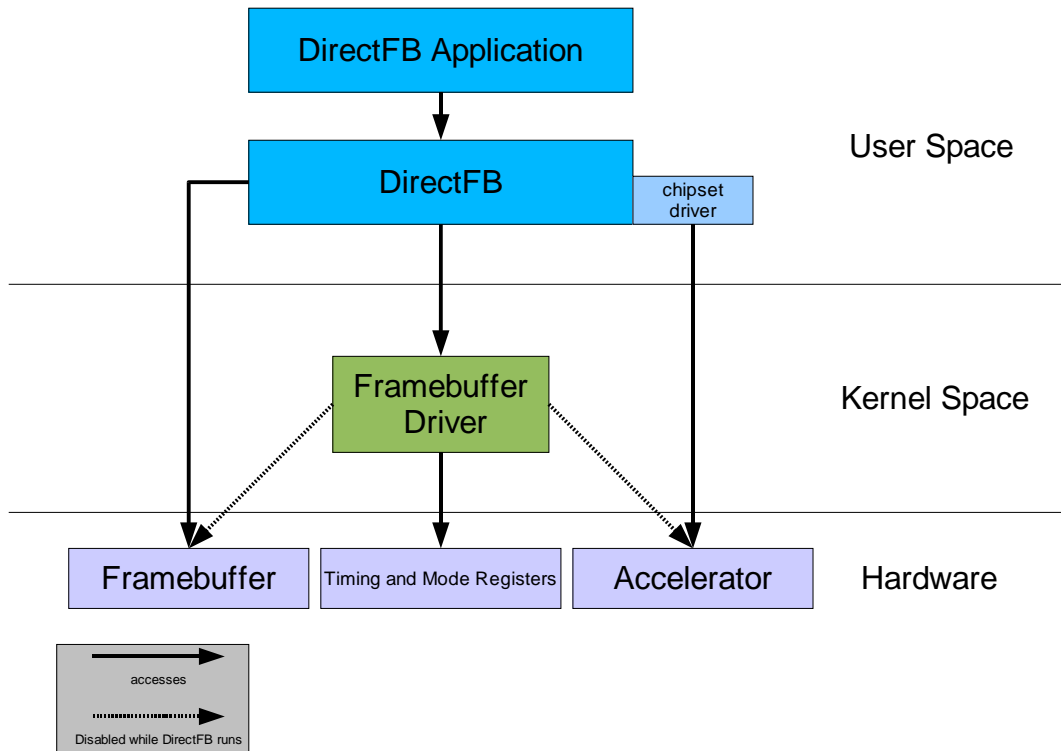 DirectFB Application
User Space
DirectFB
chipset
driver
Framebuffer
Driver
Kernel Space
Framebuffer
Timing and Mode Registers
Accelerator
Hardware
accesses
Disabled while DirectFB runs